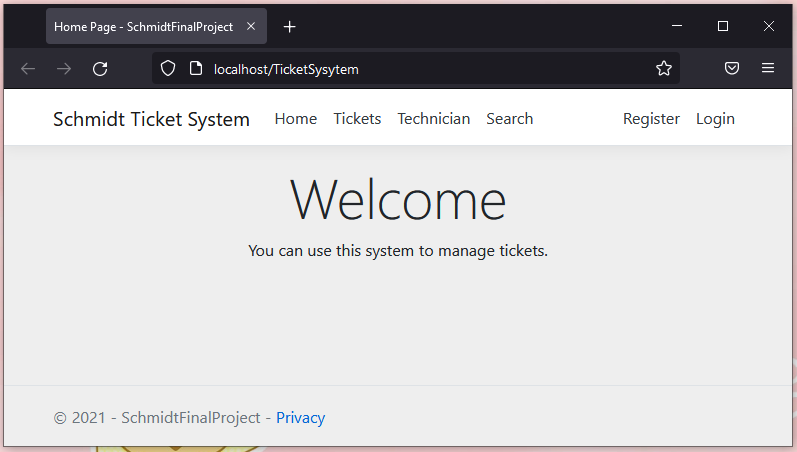 Home Page - SchmidtFinalProject
localhost/TicketSysytem
Schmidt Ticket System Home Tickets Technician Search Register Login
Welcome
You can use this system to manage tickets.
© 2021 - SchmidtFinalProject - Privacy